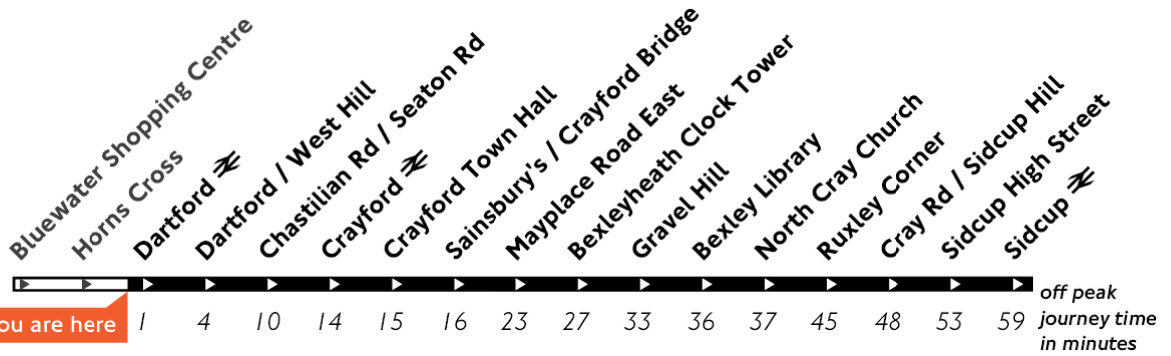 Bluewater Shopping Centre
Horns Cross
Dartford
Dartford / West Hill
Chastilian Rd / Seaton Rd
Crayford
Crayford Town Hall
Sainsbury's / Crayford Bridge
Mayplace Road East
Bexleyheath Clock Tower
Gravel Hill
Bexley Library
North Cray Church
Ruxley Corner
Cray Rd / Sidcup Hill
Sidcup High Street
Sidcup
ou are here
1 4 10 14 15 16 23 27 33 36 37 45 48 53 59
off peak
journey time
in minutes